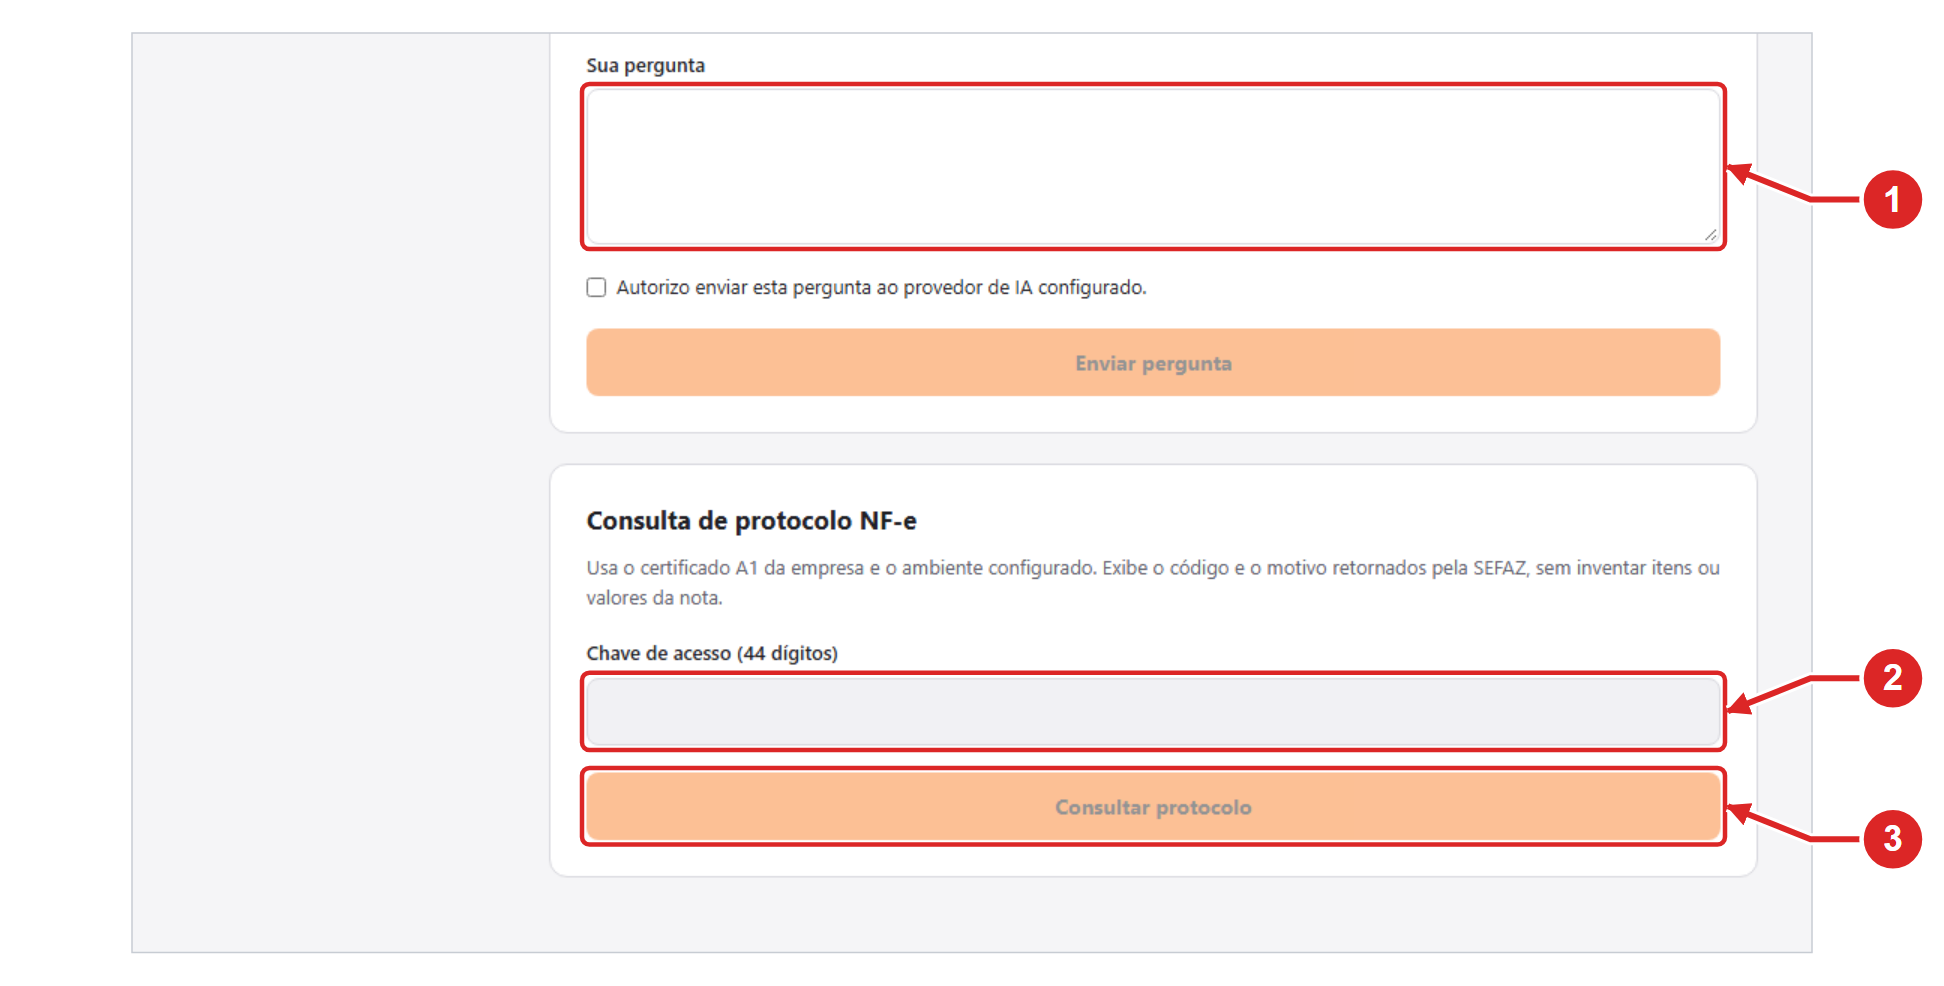 Sua pergunta
1
Autorizo enviar esta pergunta ao provedor de IA configurado.
Enviar pergunta
Consulta de protocolo NF-e
Usa o certificado A1 da empresa e o ambiente configurado. Exibe o código e o motivo retornados pela SEFAZ, sem inventar itens ou
valores da nota.
Chave de acesso (44 dígitos)
2
Consultar protocolo
3